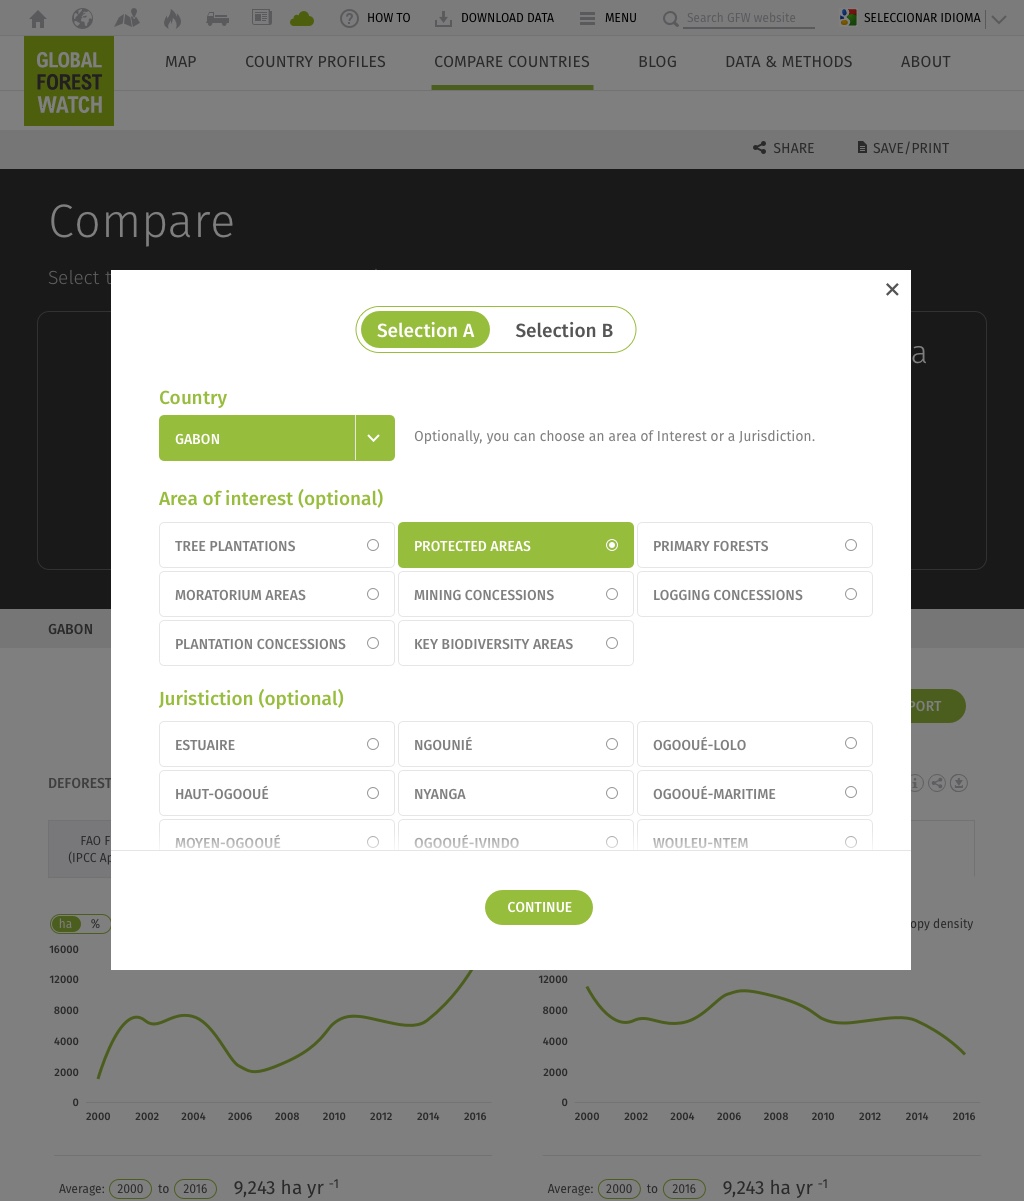 HOW TO DOWNLOAD DATA MENU Search GFW website SELECCIONAR IDIOMA
GLOBAL
FOREST
WATCH
MAP COUNTRY PROFILES COMPARE COUNTRIES BLOG DATA & METHODS ABOUT
SHARE SAVE/PRINT
Compare
Select
Selection A Selection B
a
Country
GABON
Optionally, you can choose an area of Interest or a Jurisdiction.
Area of interest (optional)
TREE PLANTATIONS PROTECTED AREAS PRIMARY FORESTS
MORATORIUM AREAS MINING CONCESSIONS LOGGING CONCESSIONS
GABON
PLANTATION CONCESSIONS KEY BIODIVERSITY AREAS
Juristiction (optional)
PORT
ESTUAIRE NGOUNIÉ OGOOUÉ-LOLO
DEFOREST
HAUT-OGOOUÉ NYANGA OGOOUÉ-MARITIME
MOYEN-OGOOUÉ OGOOUÉ-IVINDO WOULEU-NTEM
FAO F
(IPCC Ap
CONTINUE
ha %
opy density
16000
12000
8000
4000
2000
0
2000 2002 2004 2006 2008 2010 2012 2014 2016
12000
8000
4000
2000
0
2000 2002 2004 2006 2008 2010 2012 2014 2016
Average: 2000 to 2016 9,243 ha yr -1
Average: 2000 to 2016 9,243 ha yr -1